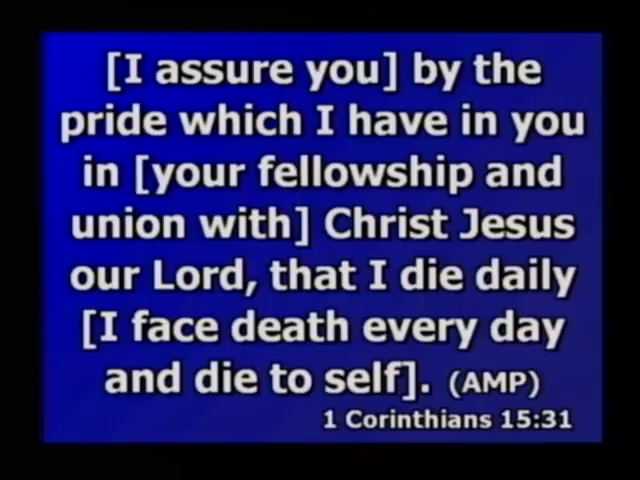 [I assure you] by the
pride which I have in you
in [your fellowship and
union with] Christ Jesus
our Lord, that I die daily
[I face death every day
and die to self]. (AMP)
1 Corinthians 15:31